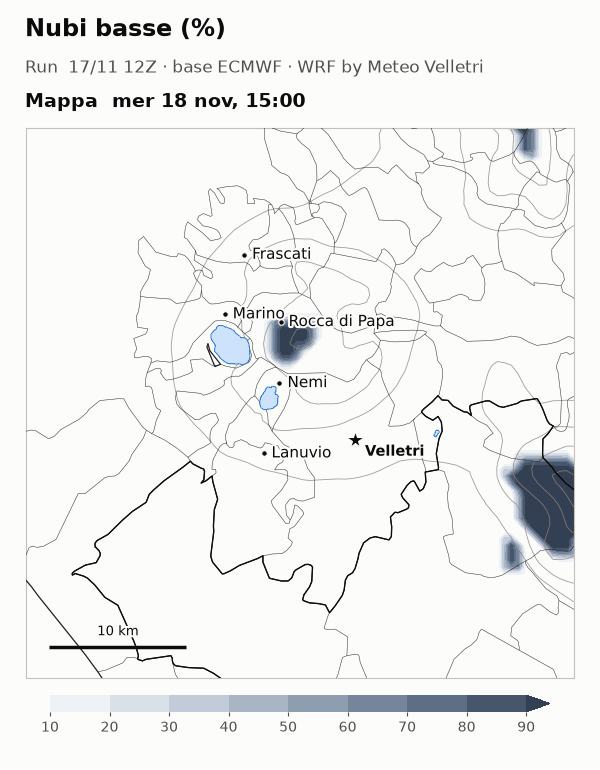 Nubi basse (%)
Run  17/11 12Z · base ECMWF · WRF by Meteo Velletri
Mappa  mer 18 nov, 15:00
Frascati
Marino
Rocca di Papa
Nemi
Velletri
Lanuvio
10 km
10 20 30 40 50 60 70 80 90